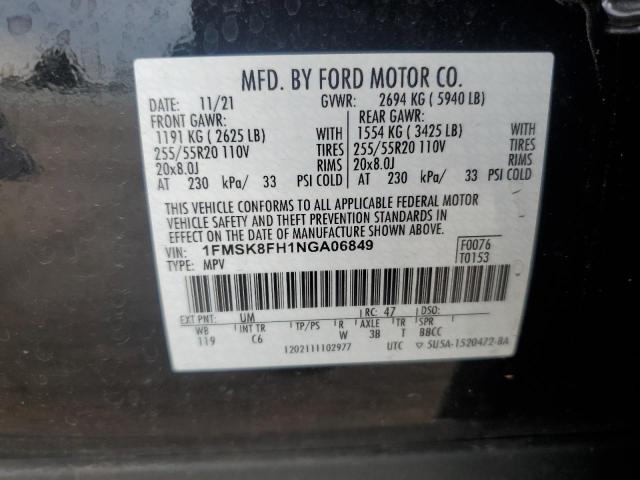 MFD. BY FORD MOTOR CO.
DATE: 11/21 GVWR: 2694 KG ( 5940 LB)
FRONT GAWR: REAR GAWR:
1191 KG ( 2625 LB) WITH 1554 KG ( 3425 LB) WITH
255/55R20 110V TIRES 255/55R20 110V TIRES
20x8.0J RIMS 20x8.0J RIMS
AT 230 kPa/ 33 PSI COLD AT 230 kPa/ 33 PSI COLD
THIS VEHICLE CONFORMS TO ALL APPLICABLE FEDERAL MOTOR
VEHICLE SAFETY AND THEFT PREVENTION STANDARDS IN
EFFECT ON THE DATE OF MANUFACTURE SHOWN ABOVE.
VIN: 1FMSK8FH1NGA06849 F0076
TYPE: MPV T0153
EXT PNT: UM RC: 47 DSO:
WB INT TR TP/PS R AXLE TR SPR
119 C6 W 3B T BBCC
1202111102977 UTC ▽ 5U5A-1520472-BA